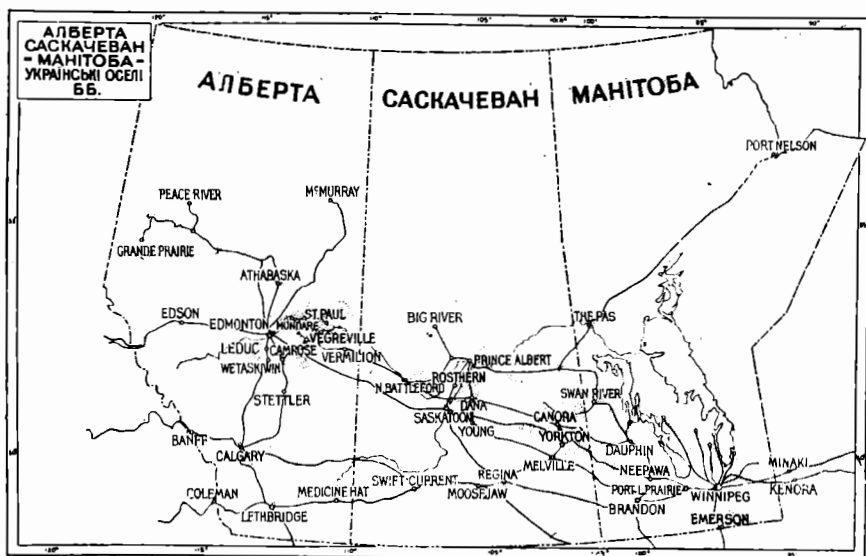 АЛБЕРТА
САСКАЧЕВАН
- МАНІТОБА -
УКРАЇНСЬКІ ОСЕЛІ
ББ.
АЛБЕРТА
САСКАЧЕВАН
МАНІТОБА
PORT NELSON
PEACE RIVER
McMURRAY
GRANDE PRAIRIE
ATHABASKA
EDSON
EDMONTON
MUNDARE
ST. PAUL
VEGREVILLE
LEDUC
CAMROSE
VERMILION
WETASKIWIN
STETTLER
BIG RIVER
THE PAS
PRINCE ALBERT
ROSTHERN
N. BATTLEFORD
DANA
SASKATOON
YOUNG
SWAN RIVER
CANORA
YORKTON
DAUPHIN
MELVILLE
NEEPAWA
BANFF
CALGARY
COLEMAN
LETHBRIDGE
MEDICINE HAT
SWIFT CURRENT
REGINA
MOOSEJAW
PORT L. PRAIRIE
BRANDON
WINNIPEG
MINAKI
KENORA
EMERSON